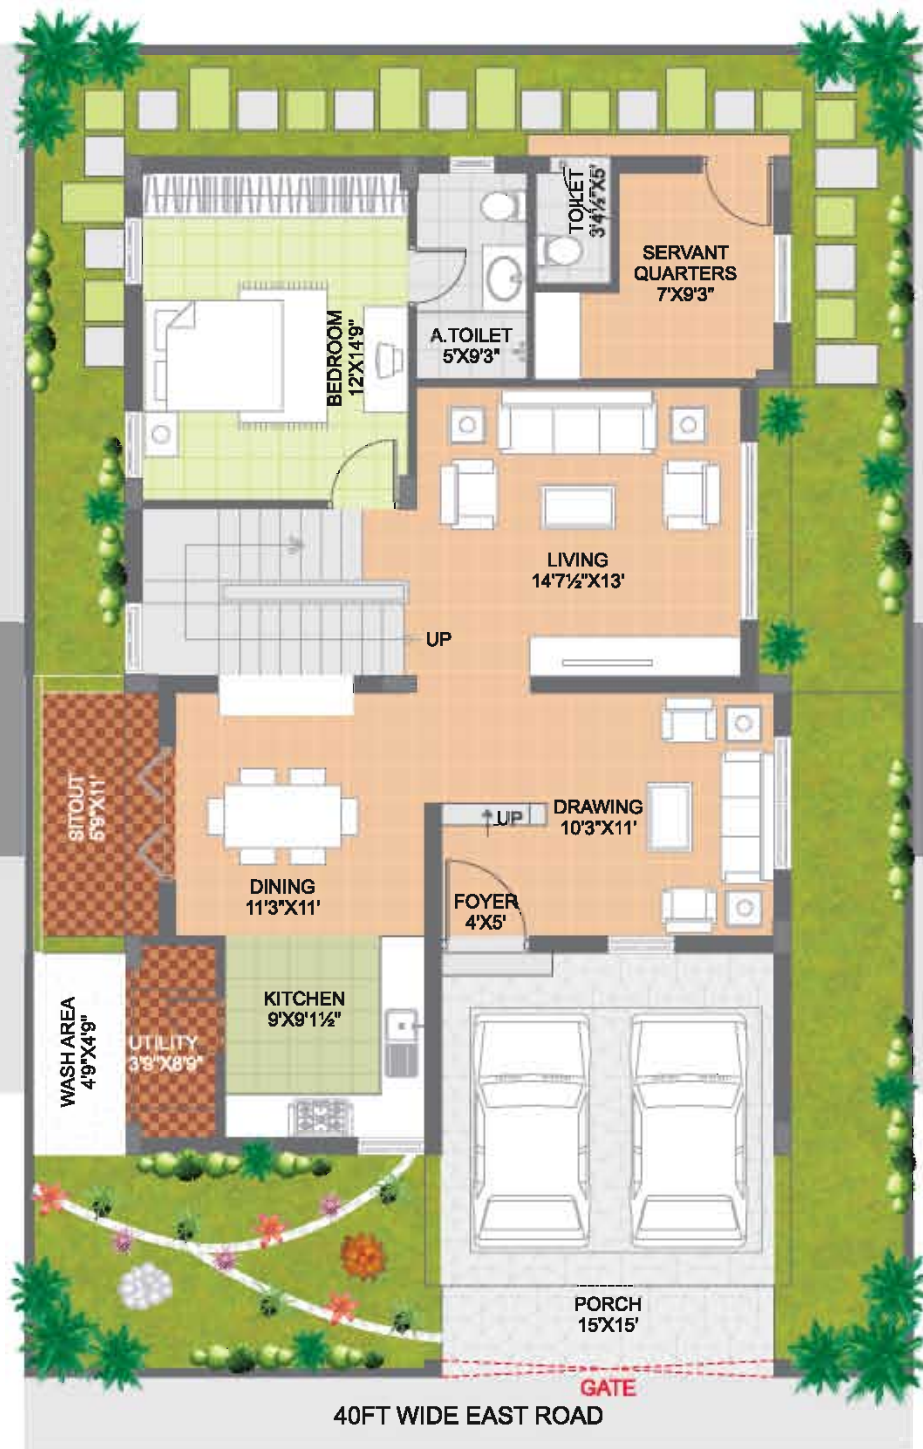 TOILET
3'4½"X5'
SERVANT
QUARTERS
7'X9'3"
BEDROOM
12'X14'9"
A.TOILET
5'X9'3"
LIVING
14'7½"X13'
UP
SITOUT
5'9"X11'
UP
DRAWING
10'3"X11'
DINING
11'3"X11'
FOYER
4'X5'
KITCHEN
9'X9'1½"
WASH AREA
4'9"X4'9"
UTILITY
3'9"X8'9"
PORCH
15'X15'
GATE
40FT WIDE EAST ROAD